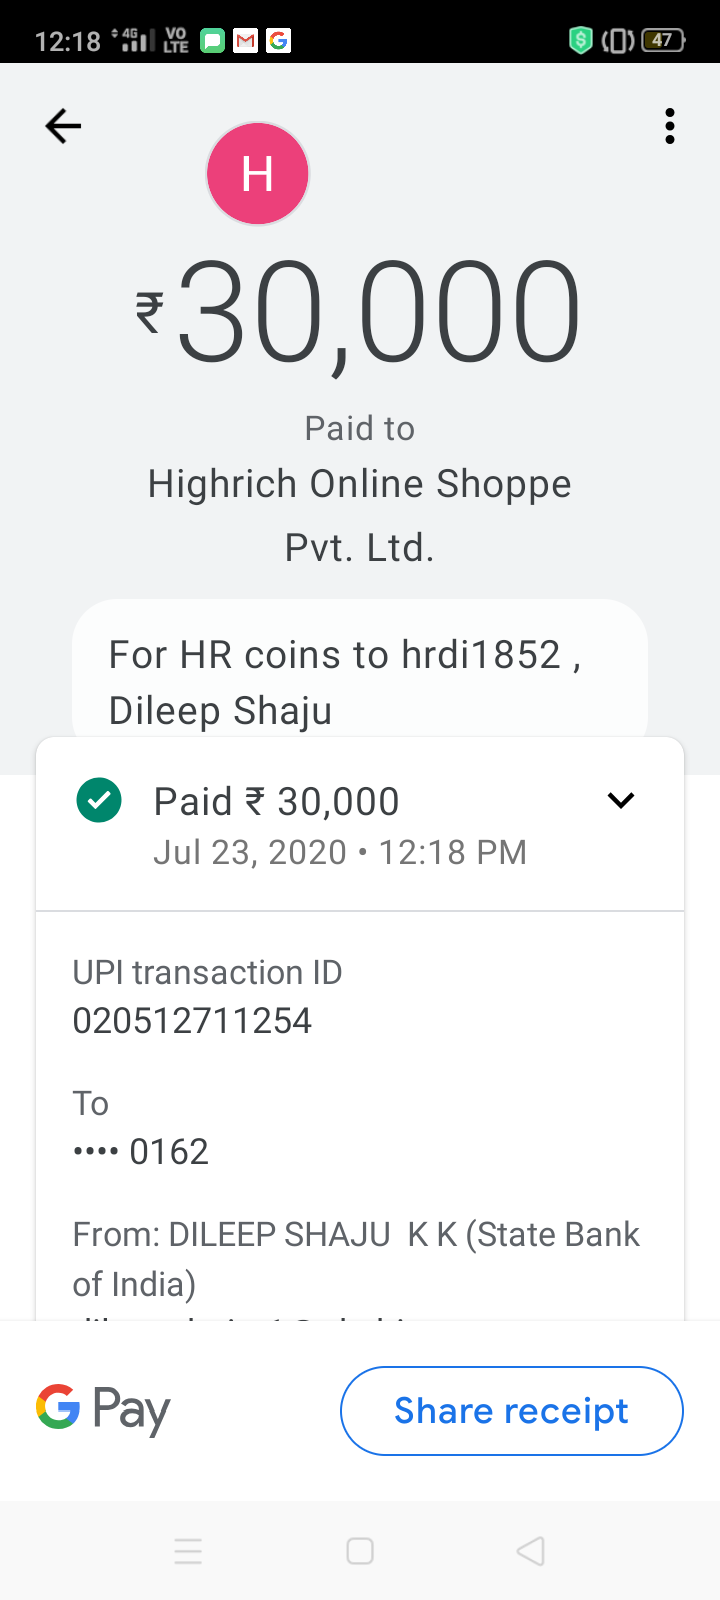 12:18 4G VO LTE 47
H
₹30,000
Paid to
Highrich Online Shoppe
Pvt. Ltd.
For HR coins to hrdi1852 ,
Dileep Shaju
Paid ₹ 30,000
Jul 23, 2020 • 12:18 PM
UPI transaction ID
020512711254
To
•••• 0162
From: DILEEP SHAJU  K K (State Bank
of India)
G Pay
Share receipt